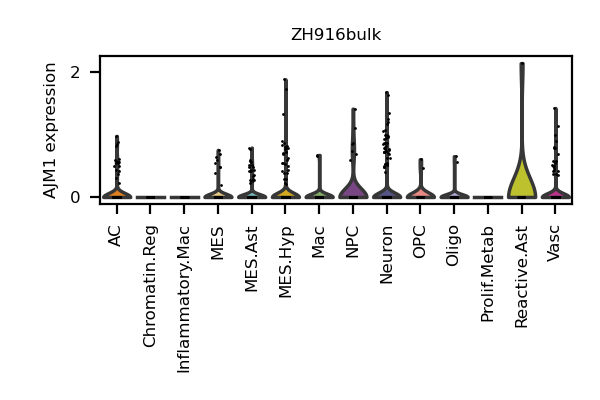 ZH916bulk
AJM1 expression
2
0
AC
Chromatin.Reg
Inflammatory.Mac
MES
MES.Ast
MES.Hyp
Mac
NPC
Neuron
OPC
Oligo
Prolif.Metab
Reactive.Ast
Vasc